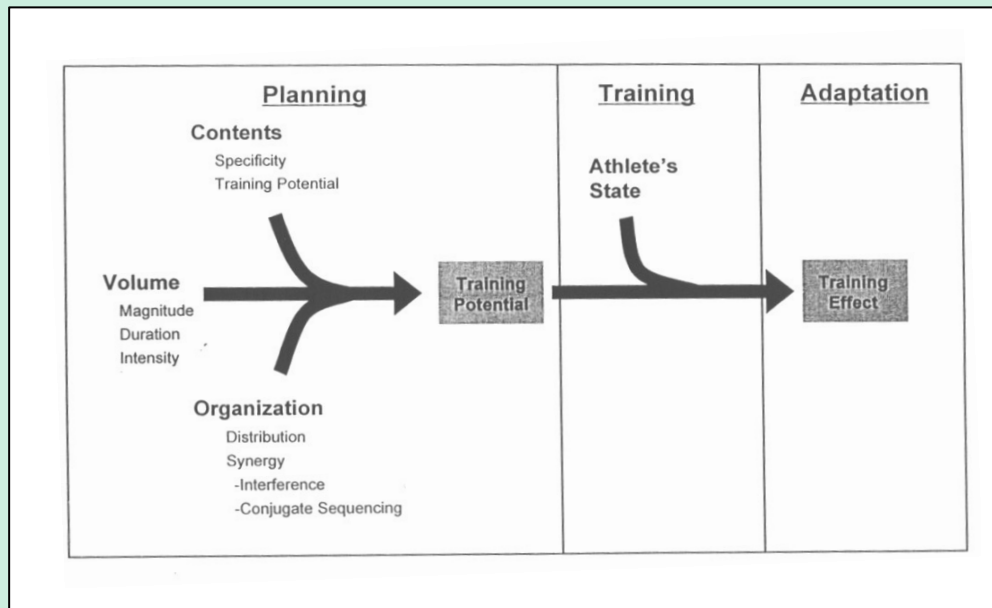 Planning
Training
Adaptation
Contents
Specificity
Training Potential
Athlete's
State
Volume
Magnitude
Duration
Intensity
Training
Potential
Training
Effect
Organization
Distribution
Synergy
-Interference
-Conjugate Sequencing